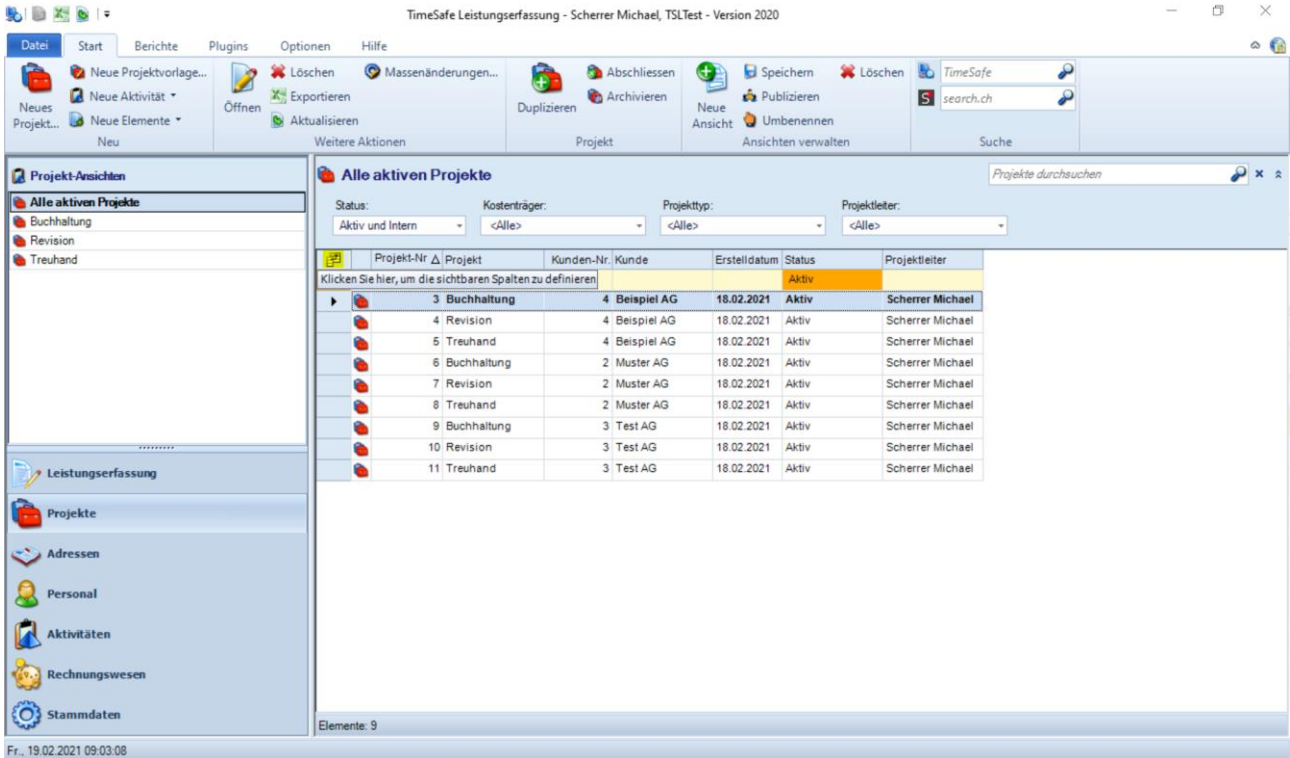 TimeSafe Leistungserfassung - Scherrer Michael, TSLTest - Version 2020
Datei Start Berichte Plugins Optionen Hilfe
Neues Projekt...
Neue Projektvorlage...
Neue Aktivität
Neue Elemente
Neu
Öffnen
Löschen
Exportieren
Aktualisieren
Massenänderungen...
Weitere Aktionen
Duplizieren
Abschliessen
Archivieren
Projekt
Neue Ansicht
Speichern
Publizieren
Umbenennen
Löschen
Ansichten verwalten
TimeSafe
search.ch
Suche
Projekt-Ansichten
Alle aktiven Projekte
Buchhaltung
Revision
Treuhand
Leistungserfassung
Projekte
Adressen
Personal
Aktivitäten
Rechnungswesen
Stammdaten
Alle aktiven Projekte
Projekte durchsuchen
Status: Kostenträger: Projekttyp: Projektleiter:
Aktiv und Intern <Alle> <Alle> <Alle>
Projekt-Nr Projekt Kunden-Nr. Kunde Erstelldatum Status Projektleiter
Klicken Sie hier, um die sichtbaren Spalten zu definieren Aktiv
3 Buchhaltung 4 Beispiel AG 18.02.2021 Aktiv Scherrer Michael
4 Revision 4 Beispiel AG 18.02.2021 Aktiv Scherrer Michael
5 Treuhand 4 Beispiel AG 18.02.2021 Aktiv Scherrer Michael
6 Buchhaltung 2 Muster AG 18.02.2021 Aktiv Scherrer Michael
7 Revision 2 Muster AG 18.02.2021 Aktiv Scherrer Michael
8 Treuhand 2 Muster AG 18.02.2021 Aktiv Scherrer Michael
9 Buchhaltung 3 Test AG 18.02.2021 Aktiv Scherrer Michael
10 Revision 3 Test AG 18.02.2021 Aktiv Scherrer Michael
11 Treuhand 3 Test AG 18.02.2021 Aktiv Scherrer Michael
Elemente: 9
Fr., 19.02.2021 09:03:08